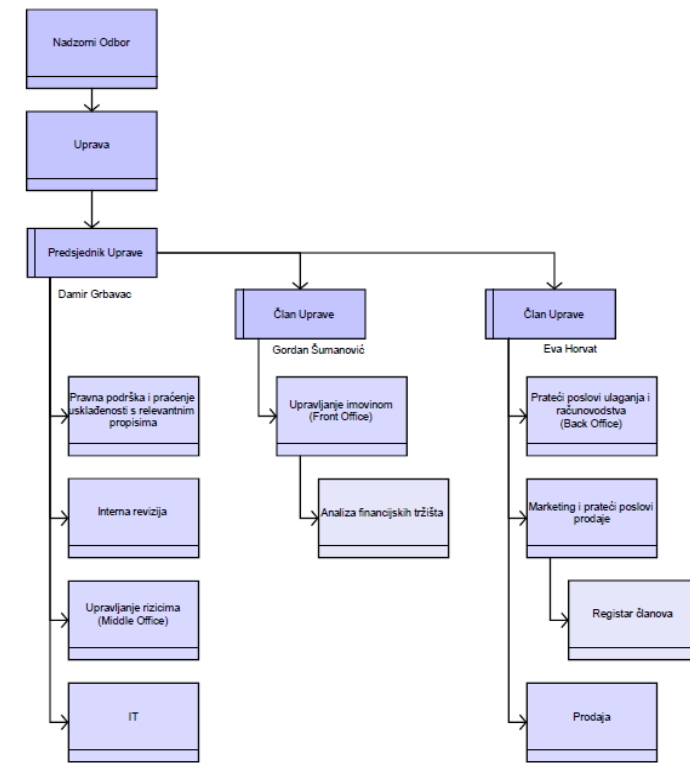 Nadzorni Odbor
Uprava
Predsjednik Uprave
Damir Grbavac
Član Uprave
Gordan Šumanović
Član Uprave
Eva Horvat
Pravna podrška i praćenje
usklađenosti s relevantnim
propisima
Upravljanje imovinom
(Front Office)
Prateći poslovi ulaganja i
računovodstva
(Back Office)
Interna revizija
Analiza financijskih tržišta
Marketing i prateći poslovi
prodaje
Upravljanje rizicima
(Middle Office)
Registar članova
IT
Prodaja